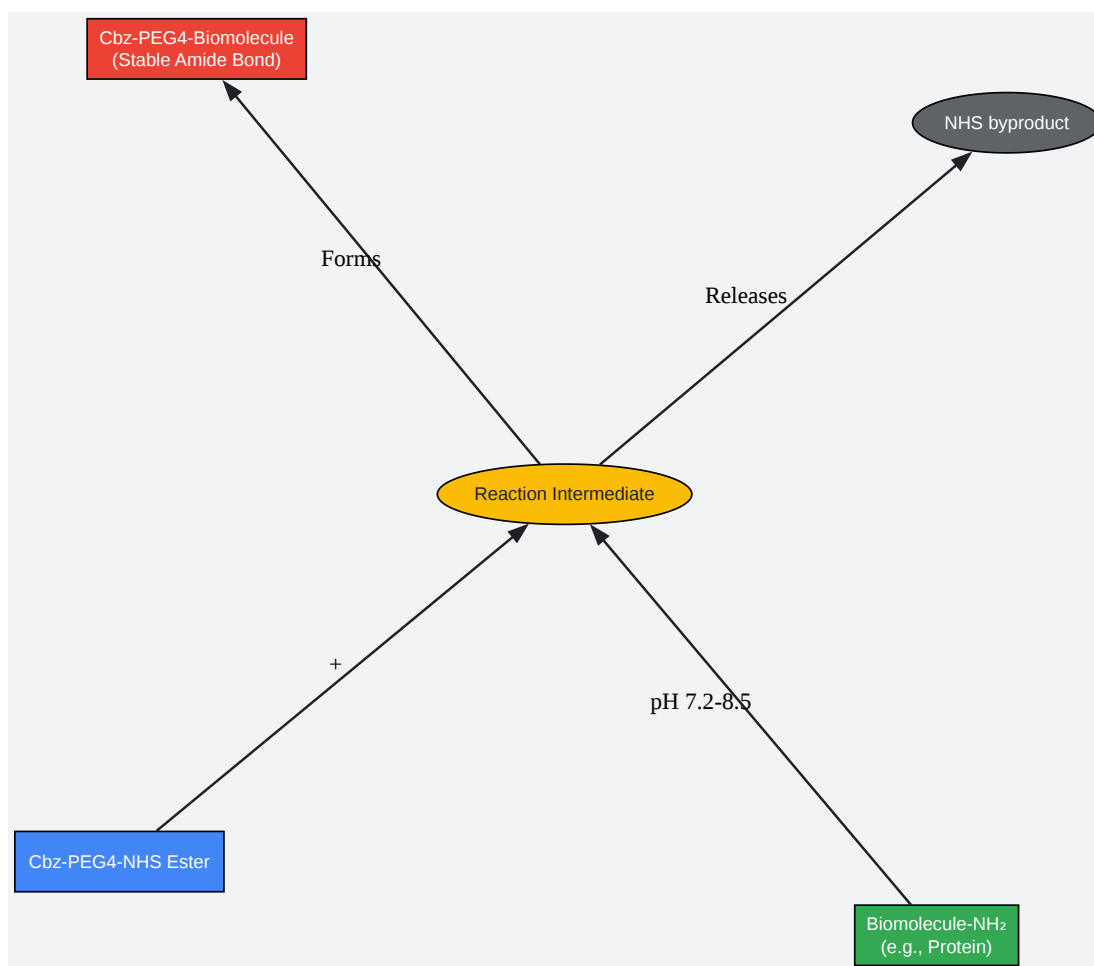 Cbz-PEG4-Biomolecule
(Stable Amide Bond)
NHS byproduct
Forms
Releases
Reaction Intermediate
+
pH 7.2-8.5
Cbz-PEG4-NHS Ester
Biomolecule-NH₂
(e.g., Protein)